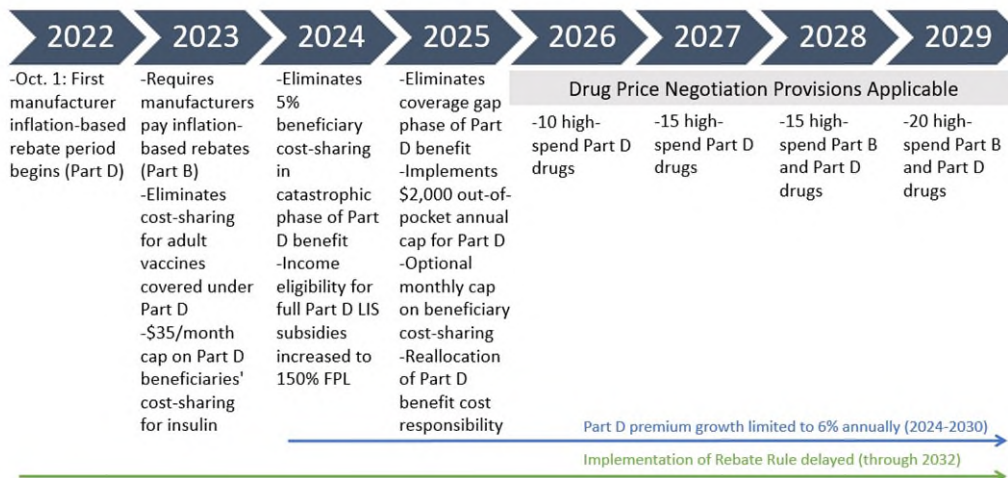 2022
2023
2024
2025
2026
2027
2028
2029
-Oct. 1: First
manufacturer
inflation-based
rebate period
begins (Part D)
-Requires
manufacturers
pay inflation-
based rebates
(Part B)
-Eliminates
cost-sharing
for adult
vaccines
covered under
Part D
-$35/month
cap on Part D
beneficiaries'
cost-sharing
for insulin
-Eliminates
5%
beneficiary
cost-sharing
in
catastrophic
phase of Part
D benefit
-Income
eligibility for
full Part D LIS
subsidies
increased to
150% FPL
-Eliminates
coverage gap
phase of Part
D benefit
-Implements
$2,000 out-of-
pocket annual
cap for Part D
-Optional
monthly cap
on beneficiary
cost-sharing
-Reallocation
of Part D
benefit cost
responsibility
Drug Price Negotiation Provisions Applicable
-10 high-
spend Part D
drugs
-15 high-
spend Part D
drugs
-15 high-
spend Part B
and Part D
drugs
-20 high-
spend Part B
and Part D
drugs
Part D premium growth limited to 6% annually (2024-2030)
Implementation of Rebate Rule delayed (through 2032)